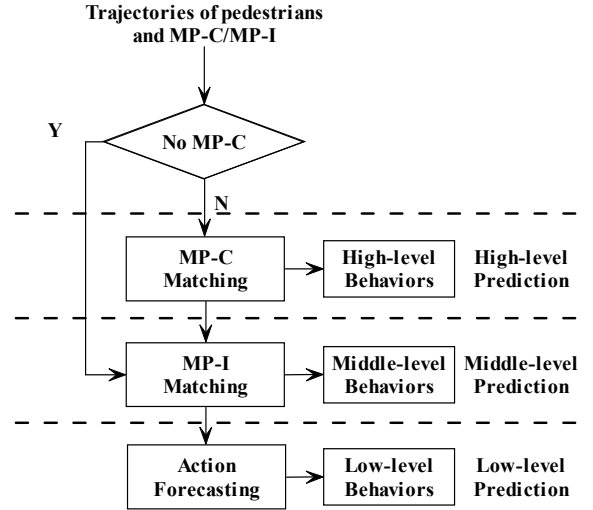 Trajectories of pedestrians
and MP-C/MP-I
Y
No MP-C
N
MP-C
Matching
High-level
Behaviors
High-level
Prediction
MP-I
Matching
Middle-level
Behaviors
Middle-level
Prediction
Action
Forecasting
Low-level
Behaviors
Low-level
Prediction